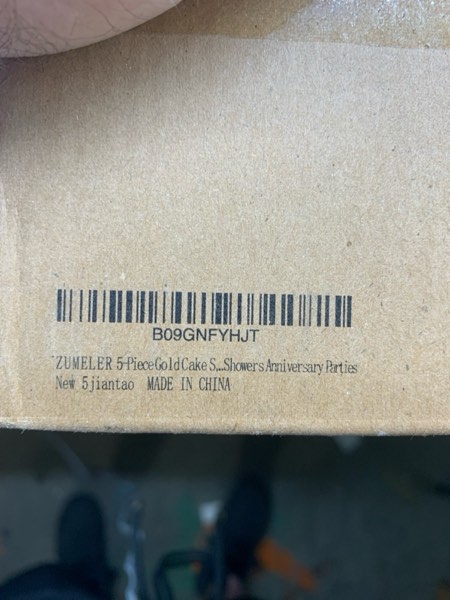 B09GNFYHJT
ZUMELER 5-Piece Gold Cake S...Showers Anniversary Parties
New 5jiantao MADE IN CHINA